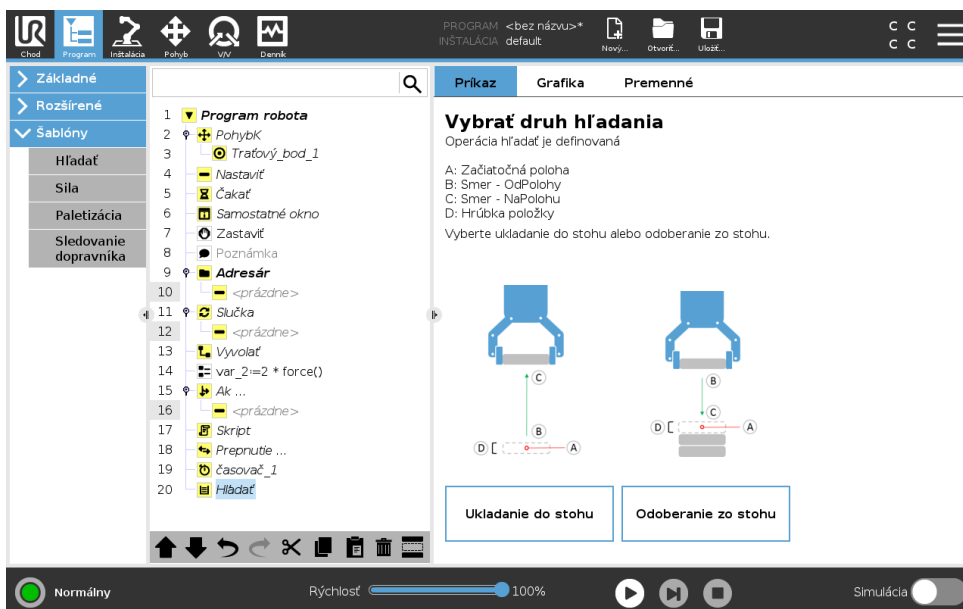 PROGRAM <bez názvu>*
INŠTALÁCIA default
Chod
Program
Inštalácia
Pohyb
V/V
Denník
Nový...
Otvoriť...
Uložiť...
C C
C C
Základné
Rozšírené
Šablóny
Hľadať
Sila
Paletizácia
Sledovanie
dopravníka
1 Program robota
2 PohybK
3 Traťový_bod_1
4 Nastaviť
5 Čakať
6 Samostatné okno
7 Zastaviť
8 Poznámka
9 Adresár
10 <prázdne>
11 Slučka
12 <prázdne>
13 Vyvolať
14 var_2:=2 * force()
15 Ak ...
16 <prázdne>
17 Skript
18 Prepnutie ...
19 časovač_1
20 Hľadať
Príkaz Grafika Premenné
Vybrať druh hľadania
Operácia hľadať je definovaná
A: Začiatočná poloha
B: Smer - OdPolohy
C: Smer - NaPolohu
D: Hrúbka položky
Vyberte ukladanie do stohu alebo odoberanie zo stohu.
C
B
D
A
B
C
D
A
Ukladanie do stohu
Odoberanie zo stohu
Normálny
Rýchlosť
100%
Simulácia